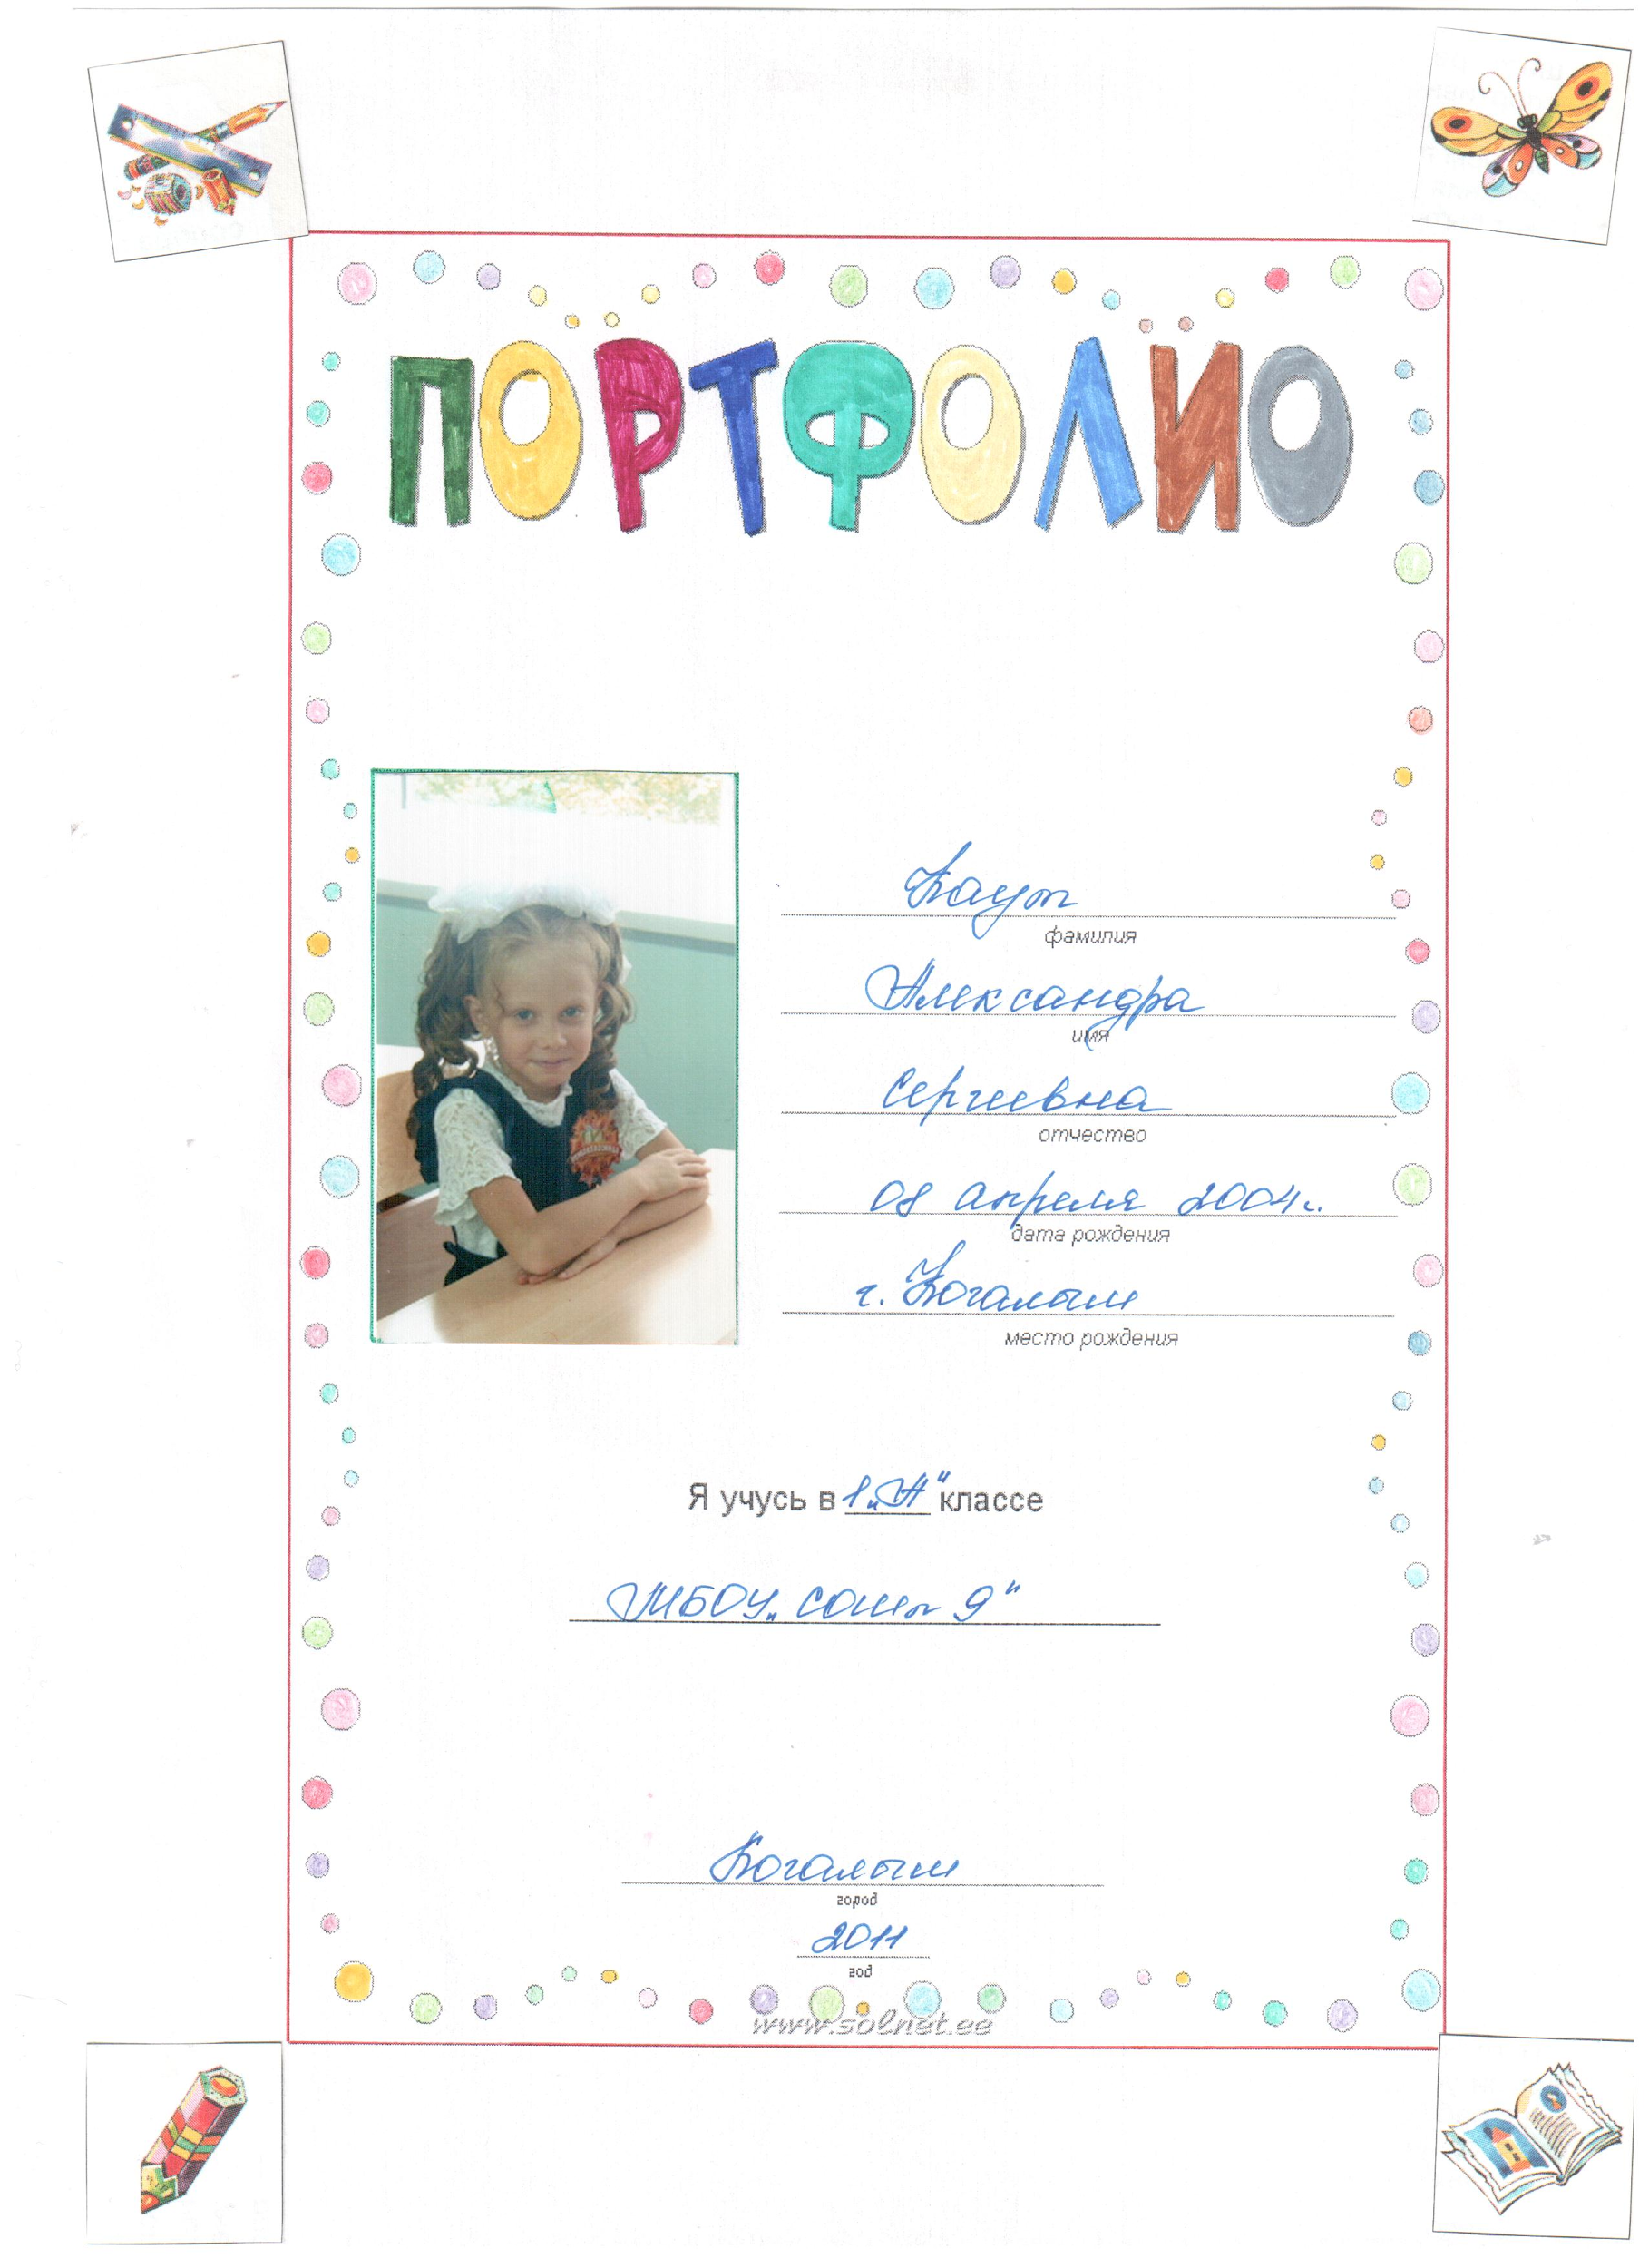 ПОРТФОЛИО
Каут
фамилия
Александра
имя
Сергеевна
отчество
08 апреля 2004г.
дата рождения
г. Когалым
место рождения
Я учусь в 1„А" классе
МБОУ „СОШ № 9"
Когалым
город
2011
год
www.solnet.ee